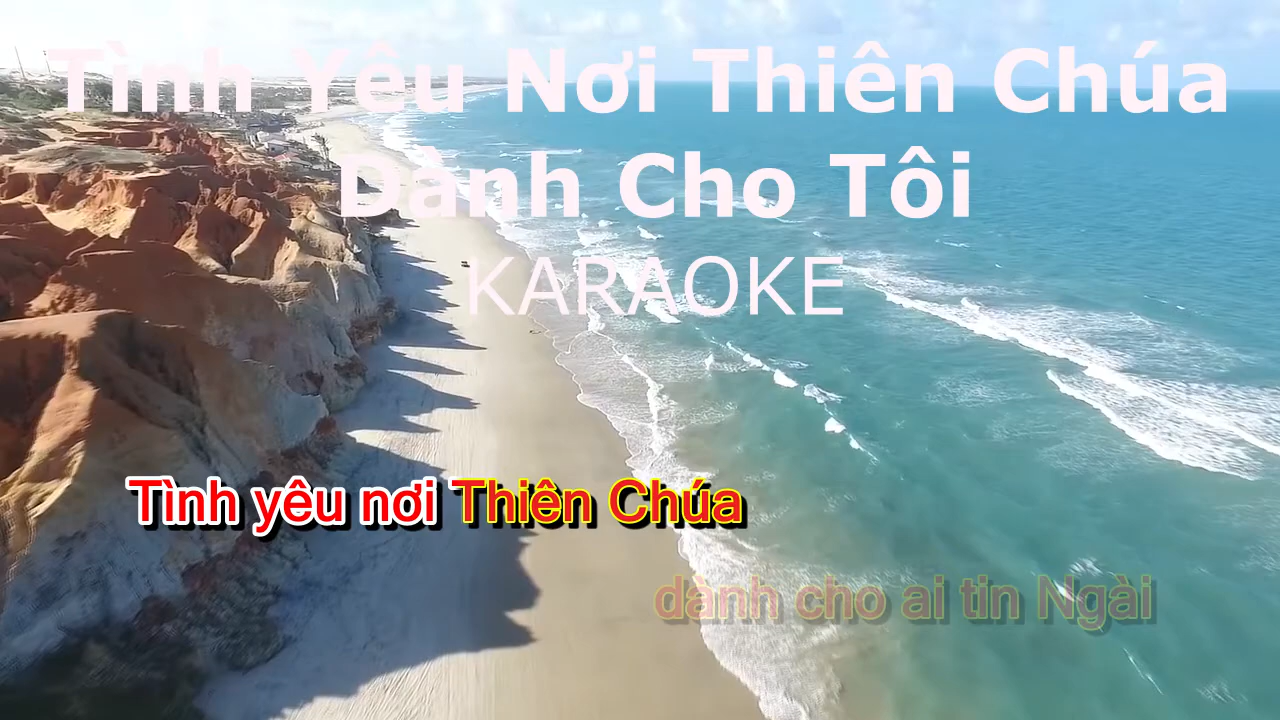 Tình Yêu Nơi Thiên Chúa
Dành Cho Tôi
KARAOKE
Tình yêu nơi Thiên Chúa
dành cho ai tin Ngài